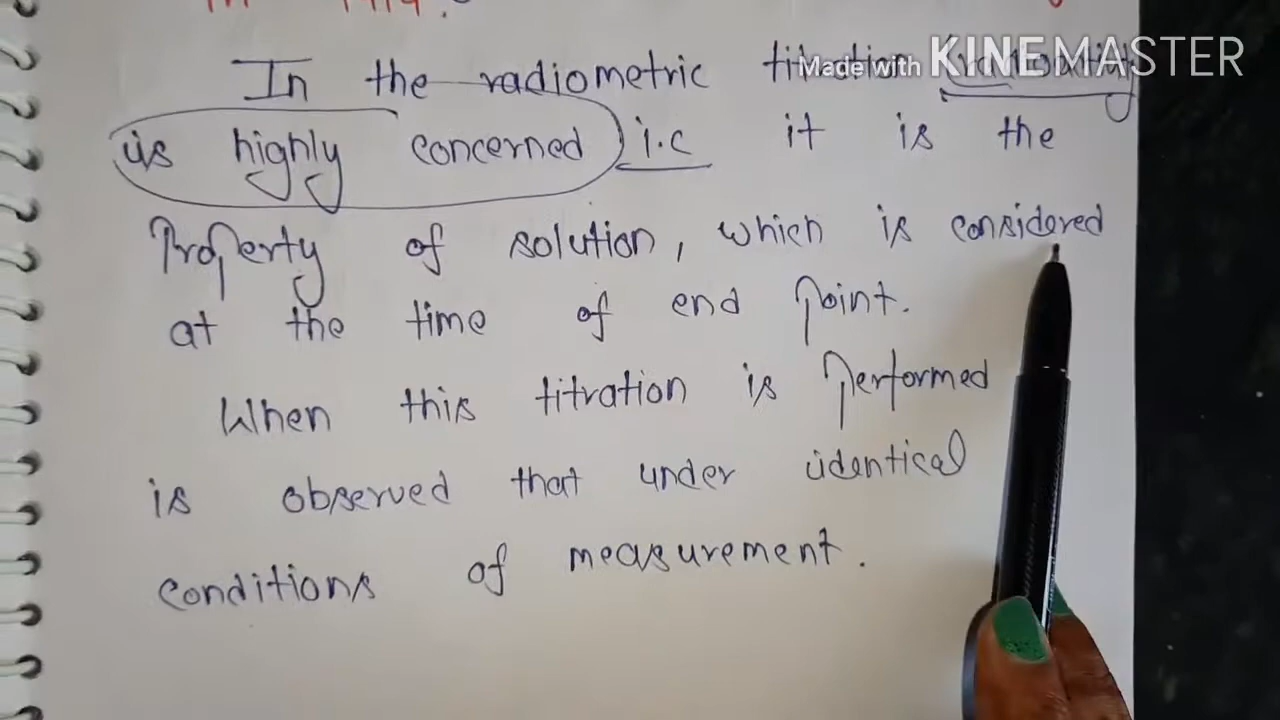 In the radiometric titration
Made with KINEMASTER
is highly concerned i.e it is the
Property of solution, which is considered
at the time of end point.
When this titration is performed
is observed that under identical
conditions of measurement.